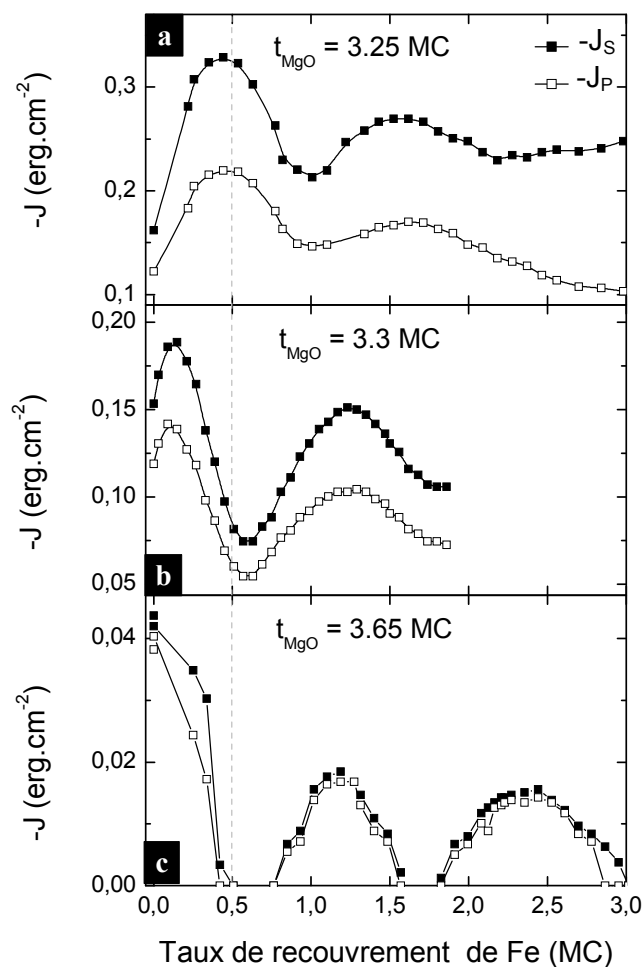 a
t_MgO = 3.25 MC
-J_S
-J_P
0,3
0,2
0,1
-J (erg.cm^-2)
0,20
0,15
0,10
0,05
-J (erg.cm^-2)
t_MgO = 3.3 MC
b
t_MgO = 3.65 MC
0,04
0,02
0,00
-J (erg.cm^-2)
c
0,0 0,5 1,0 1,5 2,0 2,5 3,0
Taux de recouvrement de Fe (MC)